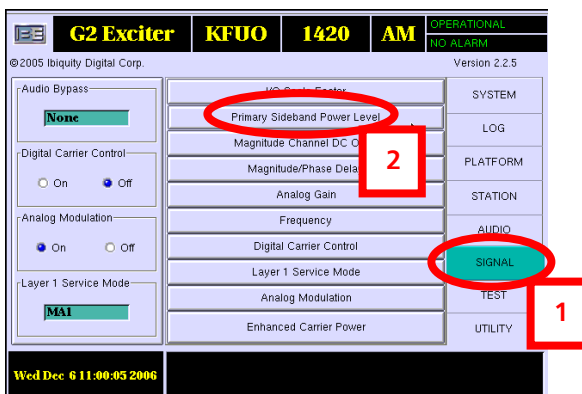 G2 Exciter KFUO 1420 AM OPERATIONAL
NO ALARM
©2005 Ibiquity Digital Corp. Version 2.2.5
Audio Bypass
None
Digital Carrier Control
On Off
Analog Modulation
On Off
Layer 1 Service Mode
MA1
Primary Sideband Power Level
Magnitude Channel DC
Magnitude/Phase
Analog Gain
Frequency
Digital Carrier Control
Layer 1 Service Mode
Analog Modulation
Enhanced Carrier Power
2
SYSTEM
LOG
PLATFORM
STATION
AUDIO
SIGNAL
TEST
UTILITY
1
Wed Dec 6 11:00:05 2006